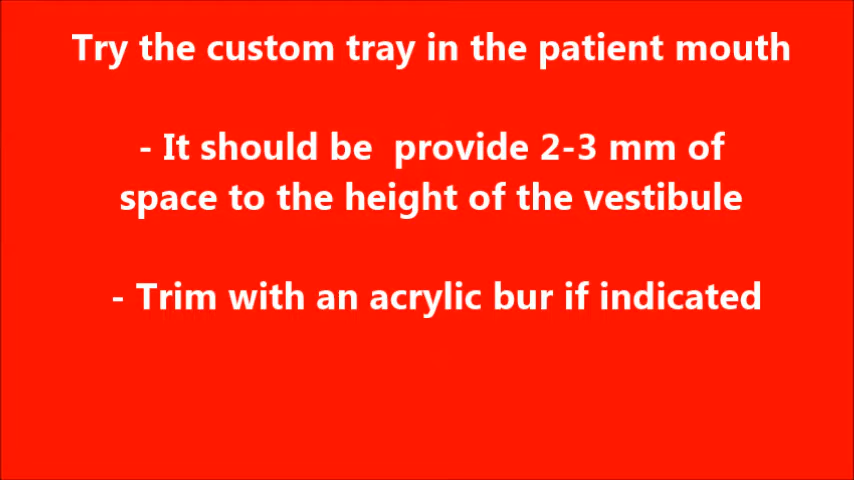 Try the custom tray in the patient mouth
- It should be  provide 2-3 mm of
space to the height of the vestibule
- Trim with an acrylic bur if indicated